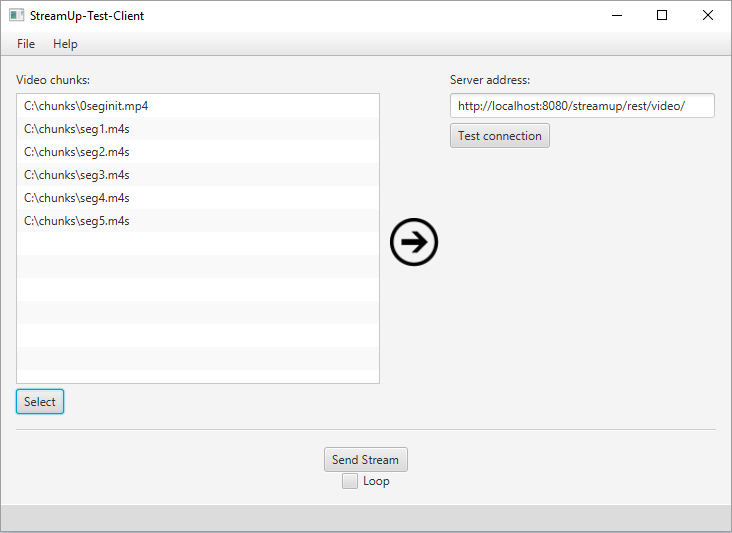 StreamUp-Test-Client
File Help
Video chunks:
C:\chunks\0seginit.mp4
C:\chunks\seg1.m4s
C:\chunks\seg2.m4s
C:\chunks\seg3.m4s
C:\chunks\seg4.m4s
C:\chunks\seg5.m4s
Select
Server address:
http://localhost:8080/streamup/rest/video/
Test connection
Send Stream
Loop